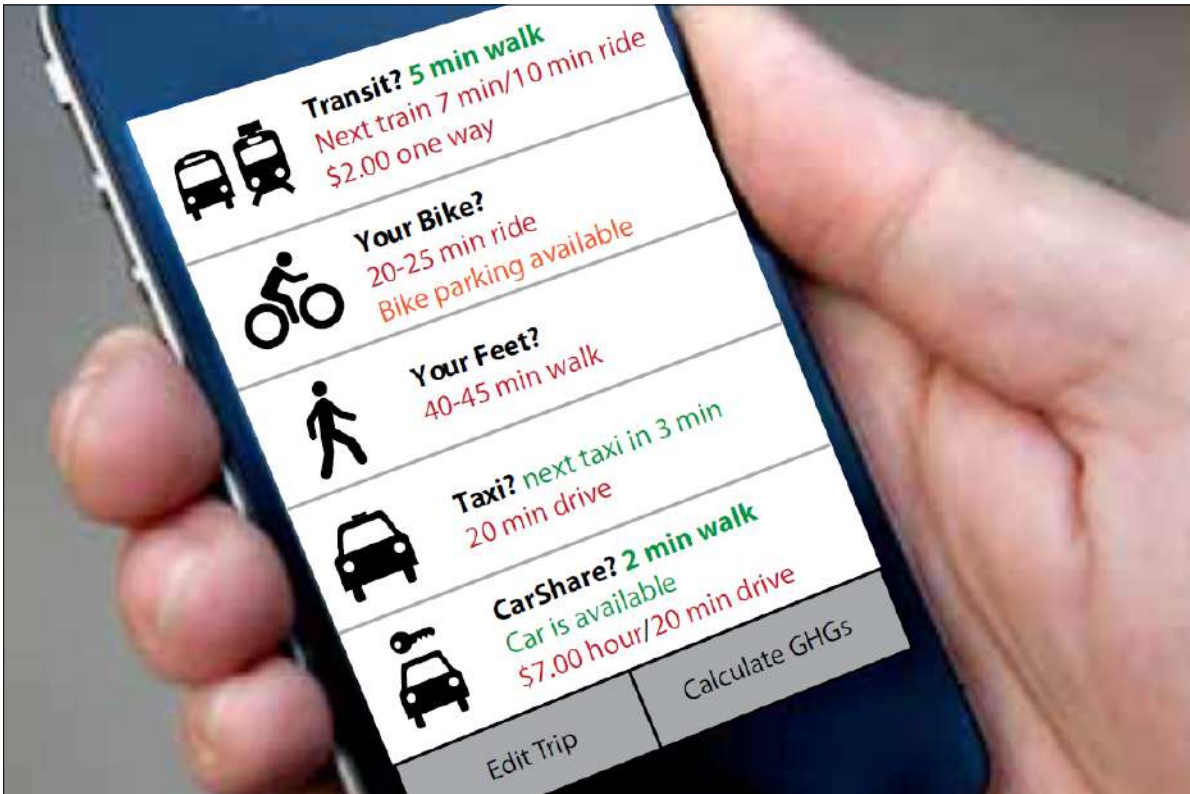 Transit? 5 min walk
Next train 7 min/10 min ride
$2.00 one way
Your Bike?
20-25 min ride
Bike parking available
Your Feet?
40-45 min walk
Taxi? next taxi in 3 min
20 min drive
CarShare? 2 min walk
Car is available
$7.00 hour/20 min drive
Edit Trip
Calculate GHGs